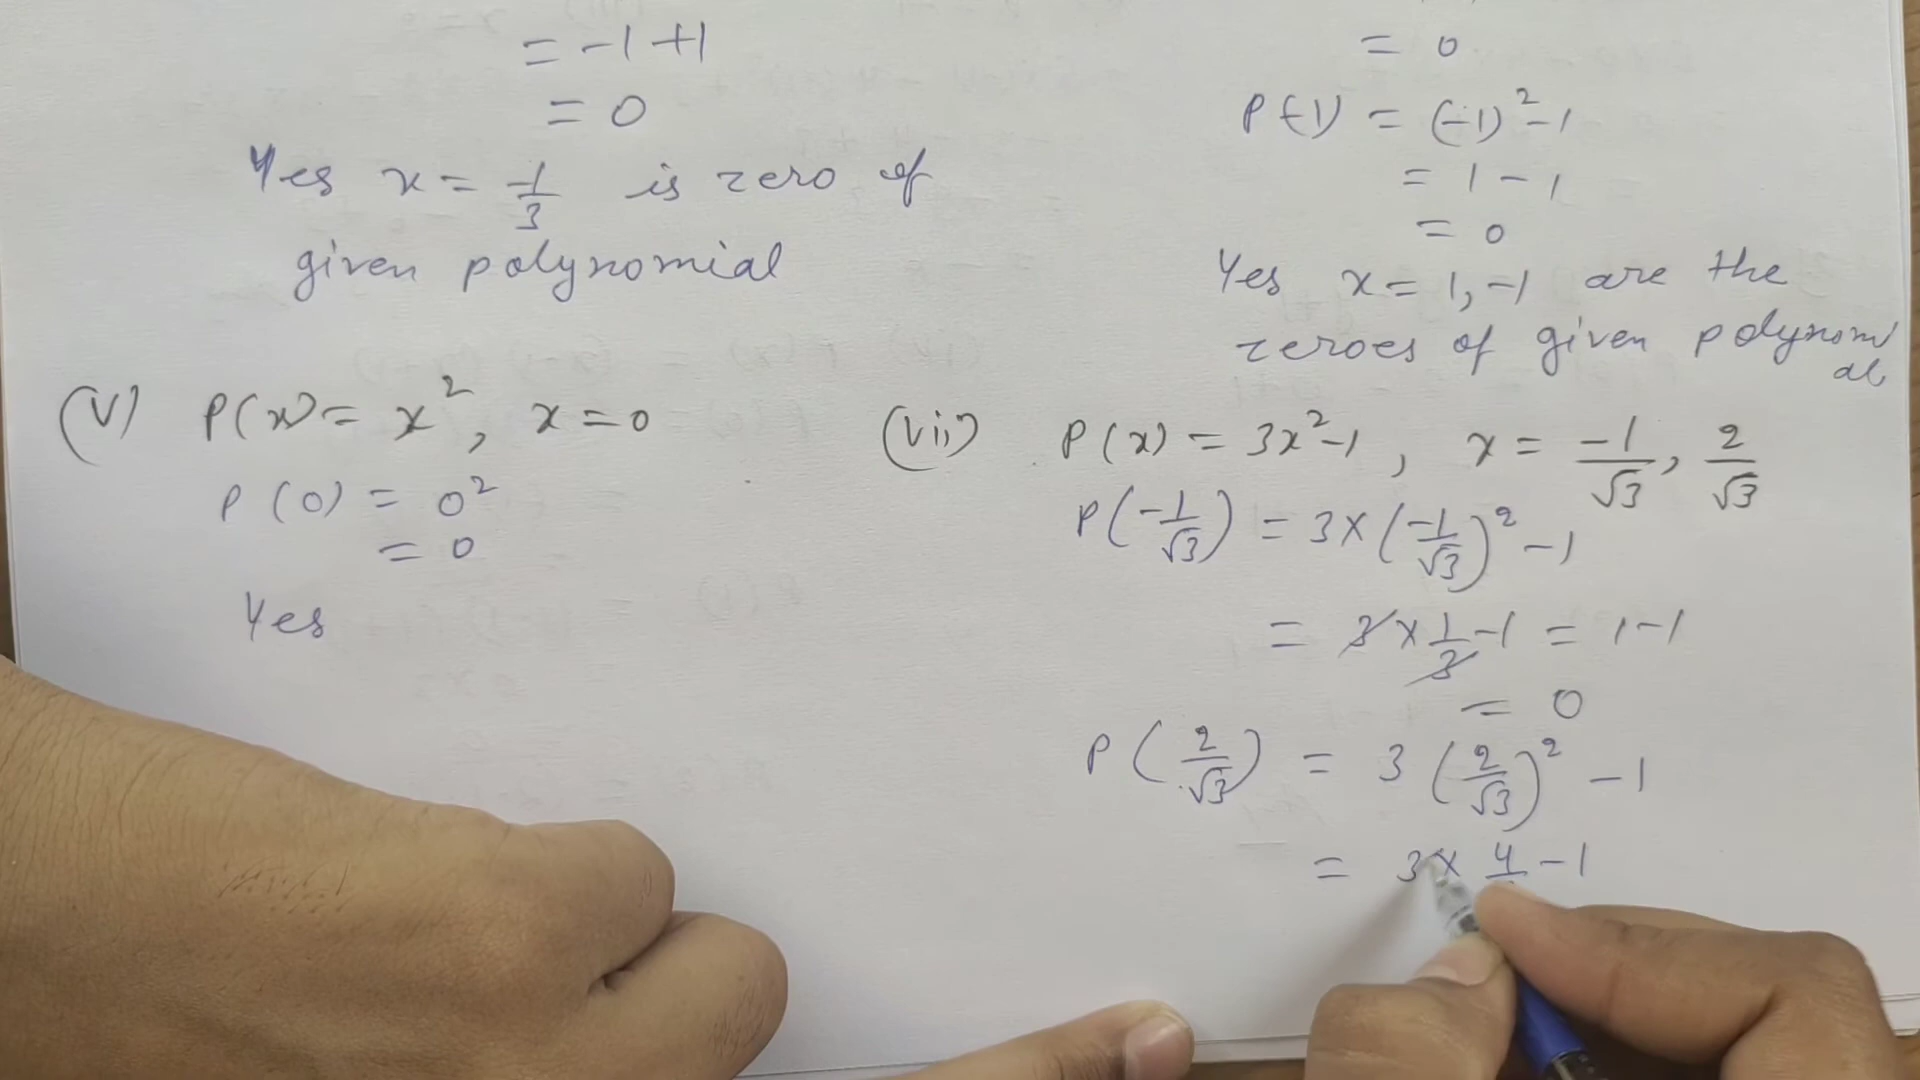 = -1 +1
= 0
Yes x = -1/3 is zero of
given polynomial
(v) P(x) = x², x = 0
P(0) = 0²
= 0
Yes
= 0
P(-1) = (-1)² -1
= 1 - 1
= 0
Yes x = 1, -1 are the
zeroes of given polynom
al
(vii) P(x) = 3x²-1, x = -1/√3, 2/√3
P(-1/√3) = 3×(-1/√3)² -1
= 3×1/3-1 = 1-1
= 0
P(2/√3) = 3(2/√3)² -1
= 3× 4 -1